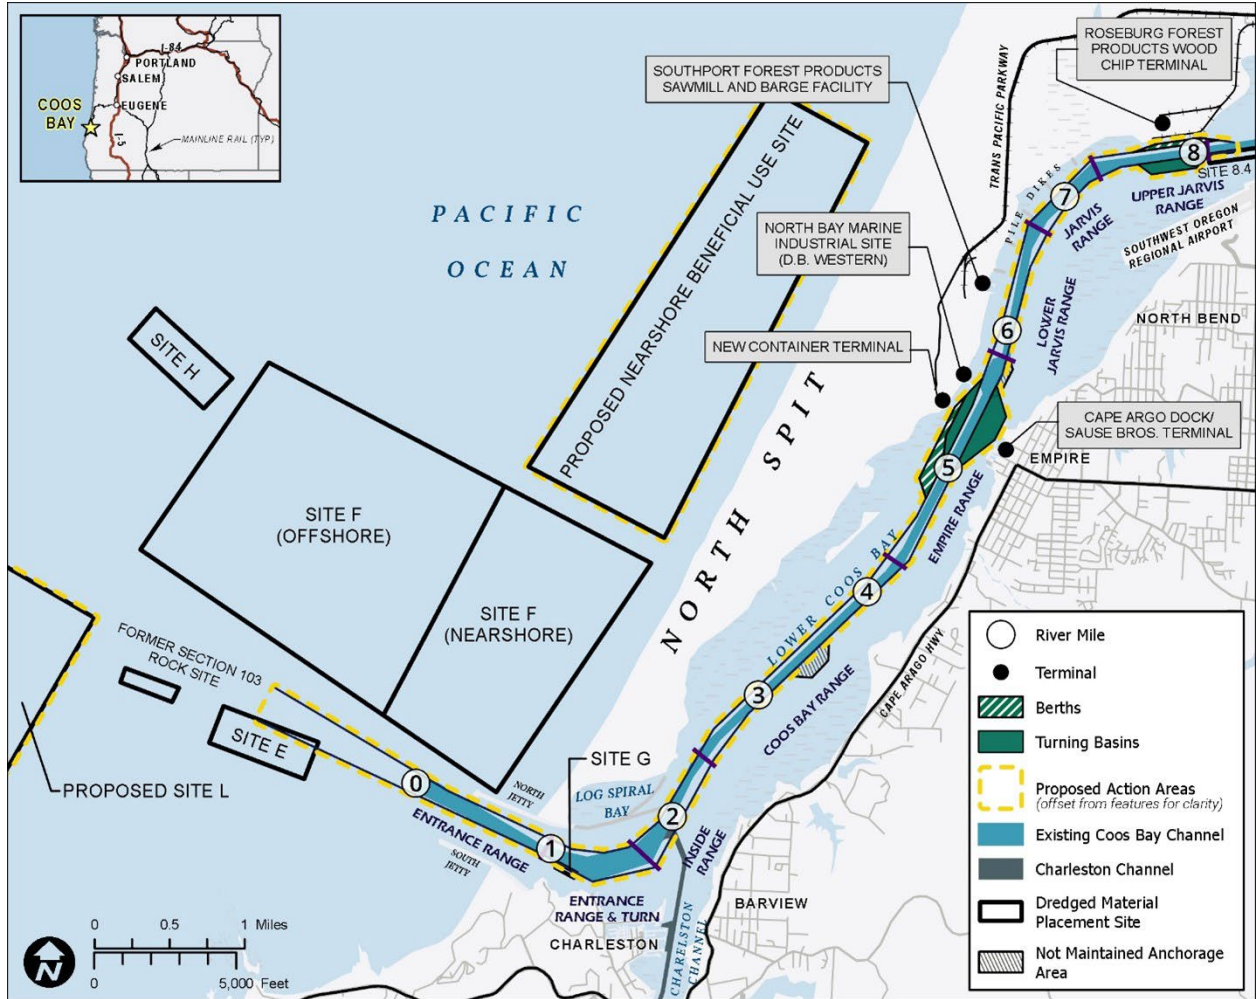 I-84
PORTLAND
SALEM
EUGENE
COOS
BAY
I-5
MAINLINE RAIL (TYP.)
ROSEBURG FOREST
PRODUCTS WOOD
CHIP TERMINAL
SOUTHPORT FOREST PRODUCTS
SAWMILL AND BARGE FACILITY
TRANS PACIFIC PARKWAY
8
SITE 8.4
PILE DIKES
7
JARVIS
RANGE
UPPER JARVIS
RANGE
SOUTHWEST OREGON
REGIONAL AIRPORT
PACIFIC
OCEAN
PROPOSED NEARSHORE BENEFICIAL USE SITE
NORTH BAY MARINE
INDUSTRIAL SITE
(D.B. WESTERN)
6
LOWER
JARVIS RANGE
NORTH BEND
SITE H
NEW CONTAINER TERMINAL
NORTH SPIT
CAPE ARGO DOCK/
SAUSE BROS. TERMINAL
EMPIRE
5
EMPIRE RANGE
SITE F
(OFFSHORE)
SITE F
(NEARSHORE)
LOWER COOS BAY
4
CAPE ARAGO HWY
3
COOS BAY RANGE
FORMER SECTION 103
ROCK SITE
SITE E
PROPOSED SITE L
0
ENTRANCE RANGE
NORTH
JETTY
SOUTH
JETTY
SITE G
LOG SPIRAL
BAY
1
2
INSIDE
RANGE
ENTRANCE
RANGE & TURN
CHARLESTON
CHARELSTON
CHANNEL
BARVIEW
River Mile
Terminal
Berths
Turning Basins
Proposed Action Areas
(offset from features for clarity)
Existing Coos Bay Channel
Charleston Channel
Dredged Material
Placement Site
Not Maintained Anchorage
Area
N
0 0.5 1 Miles
0 5,000 Feet